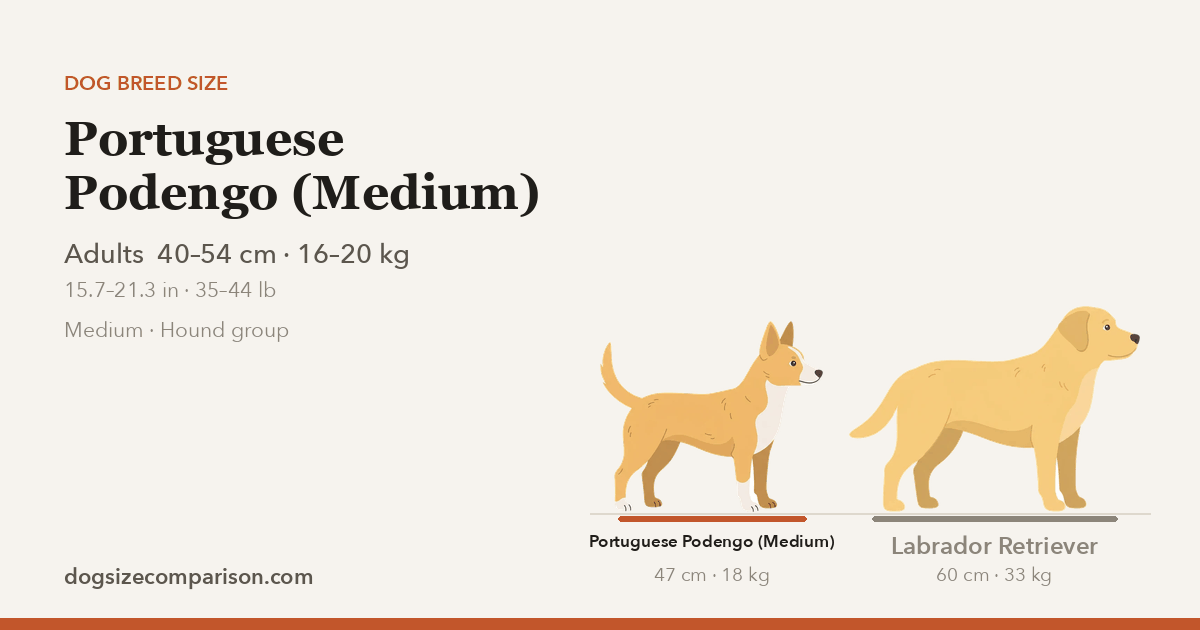 DOG BREED SIZE
Portuguese
Podengo (Medium)
Adults 40–54 cm · 16–20 kg
15.7–21.3 in · 35–44 lb
Medium · Hound group
Portuguese Podengo (Medium)
47 cm · 18 kg
Labrador Retriever
60 cm · 33 kg
dogsizecomparison.com